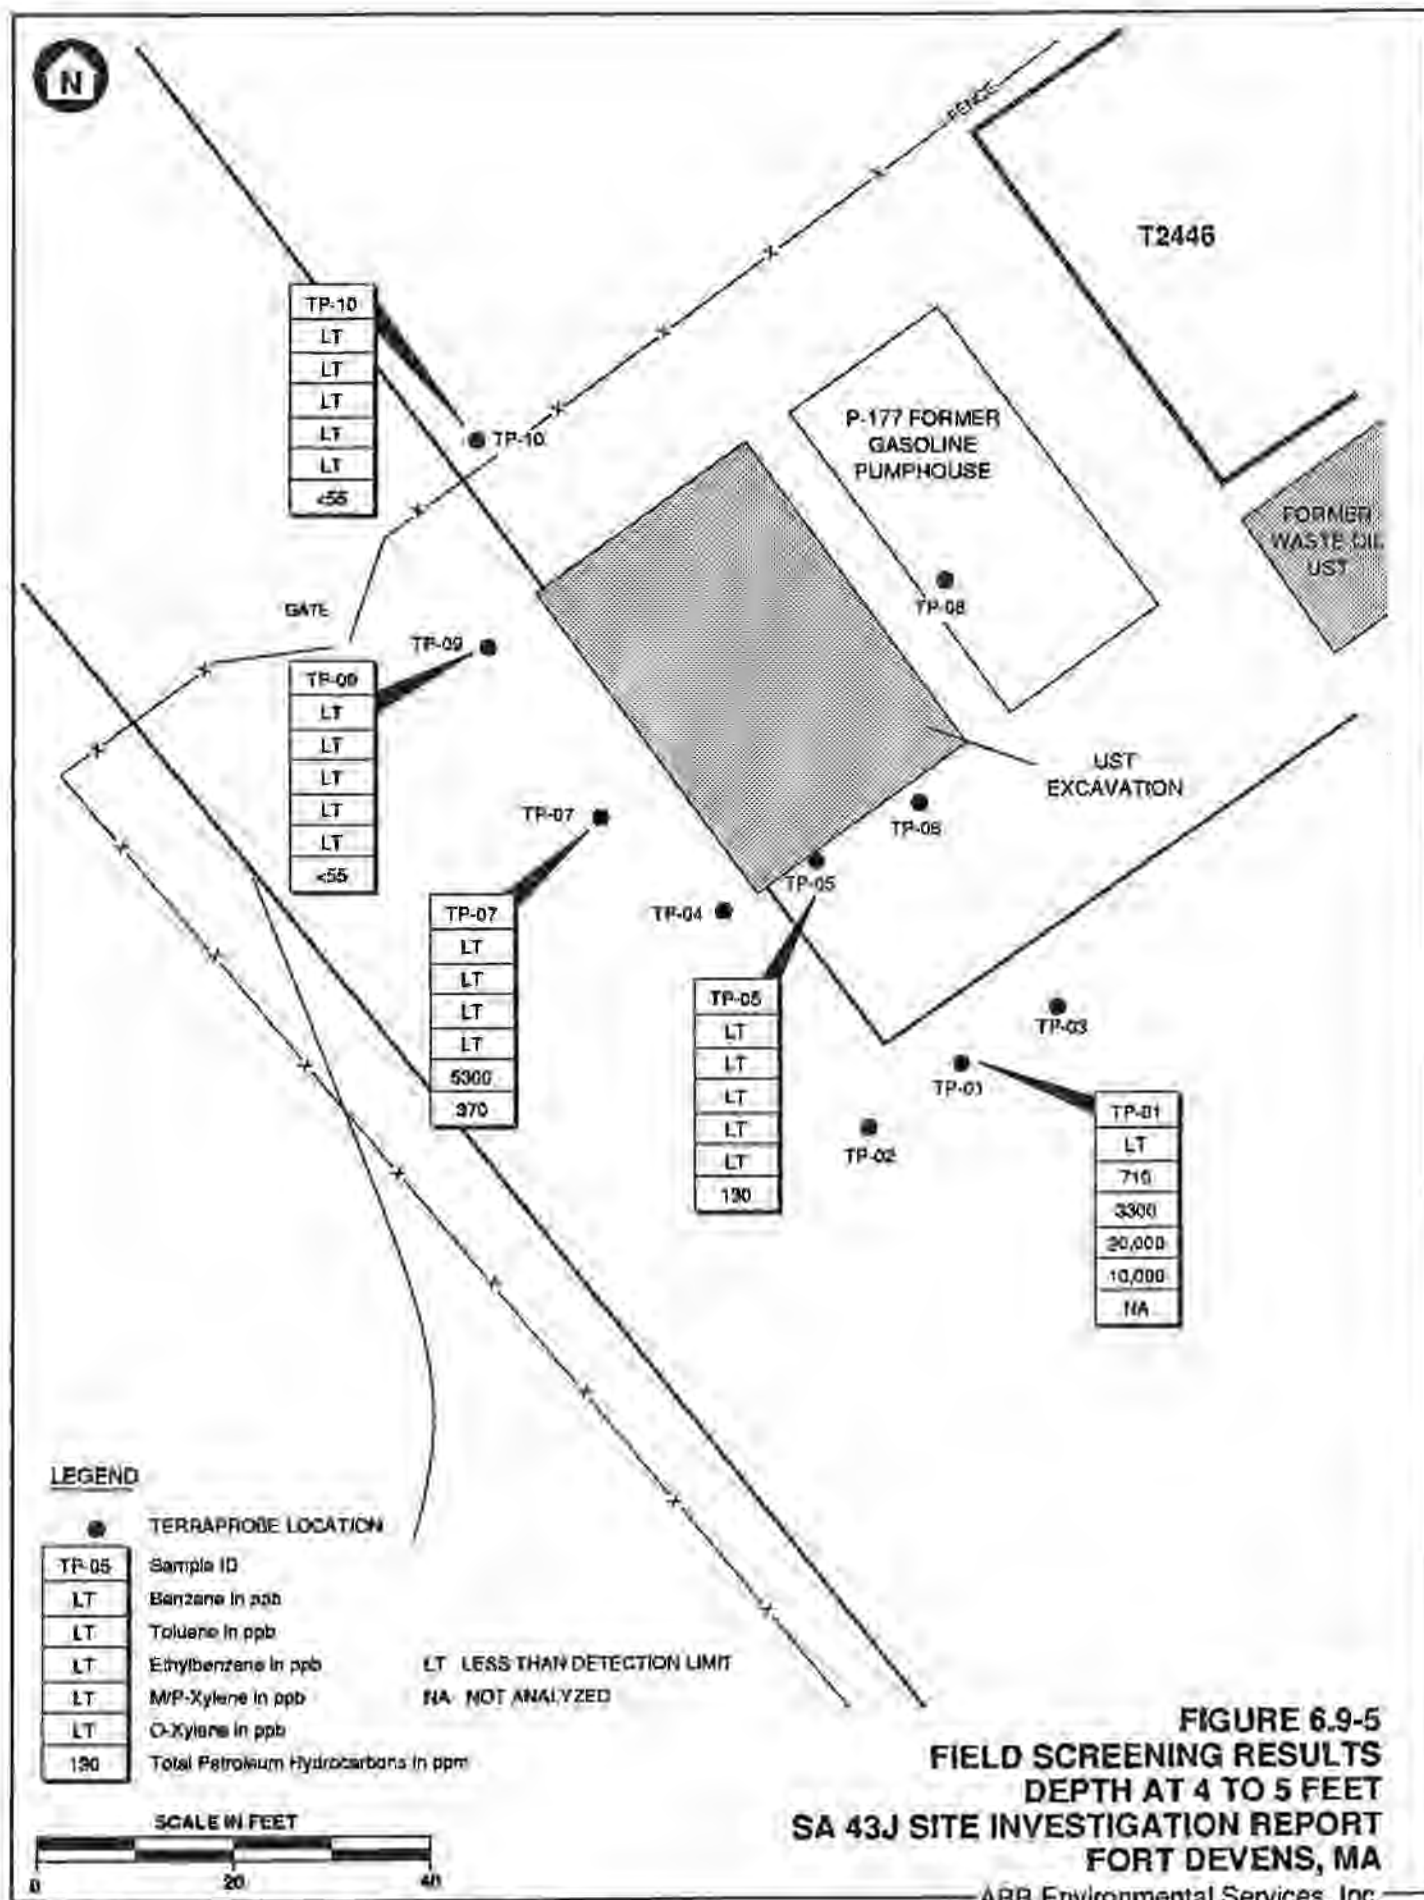 N
FENCE
T2446
TP-10
LT
LT
LT
LT
LT
<55
TP-10
P-177 FORMER
GASOLINE
PUMPHOUSE
FORMER
WASTE OIL
UST
TP-08
GATE
TP-09
TP-09
LT
LT
LT
LT
LT
<55
UST
EXCAVATION
TP-07
TP-06
TP-05
TP-04
TP-07
LT
LT
LT
LT
5300
370
TP-05
LT
LT
LT
LT
LT
130
TP-03
TP-01
TP-02
TP-01
LT
710
3300
20,000
10,000
NA
LEGEND
TERRAPROBE LOCATION
TP-05 Sample ID
LT Benzene in ppb
LT Toluene in ppb
LT Ethylbenzene in ppb
LT M/P-Xylene in ppb
LT O-Xylene in ppb
130 Total Petroleum Hydrocarbons in ppm
LT LESS THAN DETECTION LIMIT
NA NOT ANALYZED
SCALE IN FEET
0 20 40
FIGURE 6.9-5
FIELD SCREENING RESULTS
DEPTH AT 4 TO 5 FEET
SA 43J SITE INVESTIGATION REPORT
FORT DEVENS, MA
ABB Environmental Services, Inc.